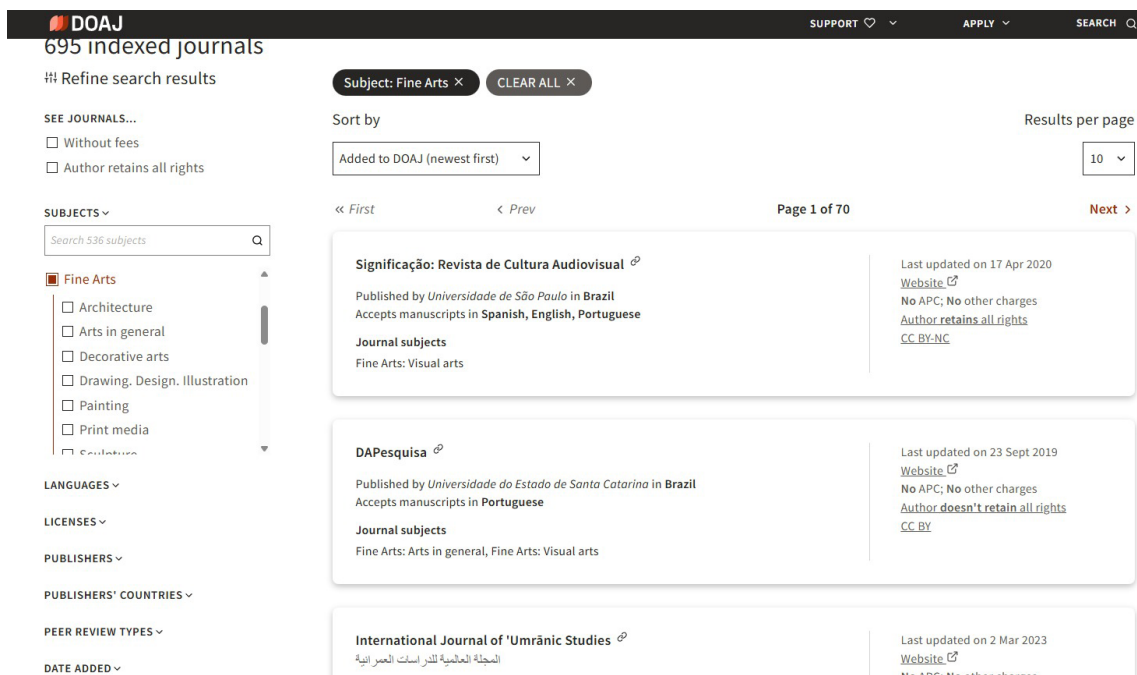 DOAJ
SUPPORT
APPLY
SEARCH
695 indexed journals
Refine search results
SEE JOURNALS...
Without fees
Author retains all rights
SUBJECTS
Search 536 subjects
Fine Arts
Architecture
Arts in general
Decorative arts
Drawing. Design. Illustration
Painting
Print media
Sculpture
LANGUAGES
LICENSES
PUBLISHERS
PUBLISHERS' COUNTRIES
PEER REVIEW TYPES
DATE ADDED
Subject: Fine Arts ×
CLEAR ALL ×
Sort by
Results per page
Added to DOAJ (newest first)
10
« First
‹ Prev
Page 1 of 70
Next ›
Significação: Revista de Cultura Audiovisual
Published by Universidade de São Paulo in Brazil
Accepts manuscripts in Spanish, English, Portuguese
Journal subjects
Fine Arts: Visual arts
Last updated on 17 Apr 2020
Website
No APC; No other charges
Author retains all rights
CC BY-NC
DAPesquisa
Published by Universidade do Estado de Santa Catarina in Brazil
Accepts manuscripts in Portuguese
Journal subjects
Fine Arts: Arts in general, Fine Arts: Visual arts
Last updated on 23 Sept 2019
Website
No APC; No other charges
Author doesn't retain all rights
CC BY
International Journal of 'Umrānic Studies
المجلة العالمية للدراسات العمرانية
Last updated on 2 Mar 2023
Website
No APC; No other charges